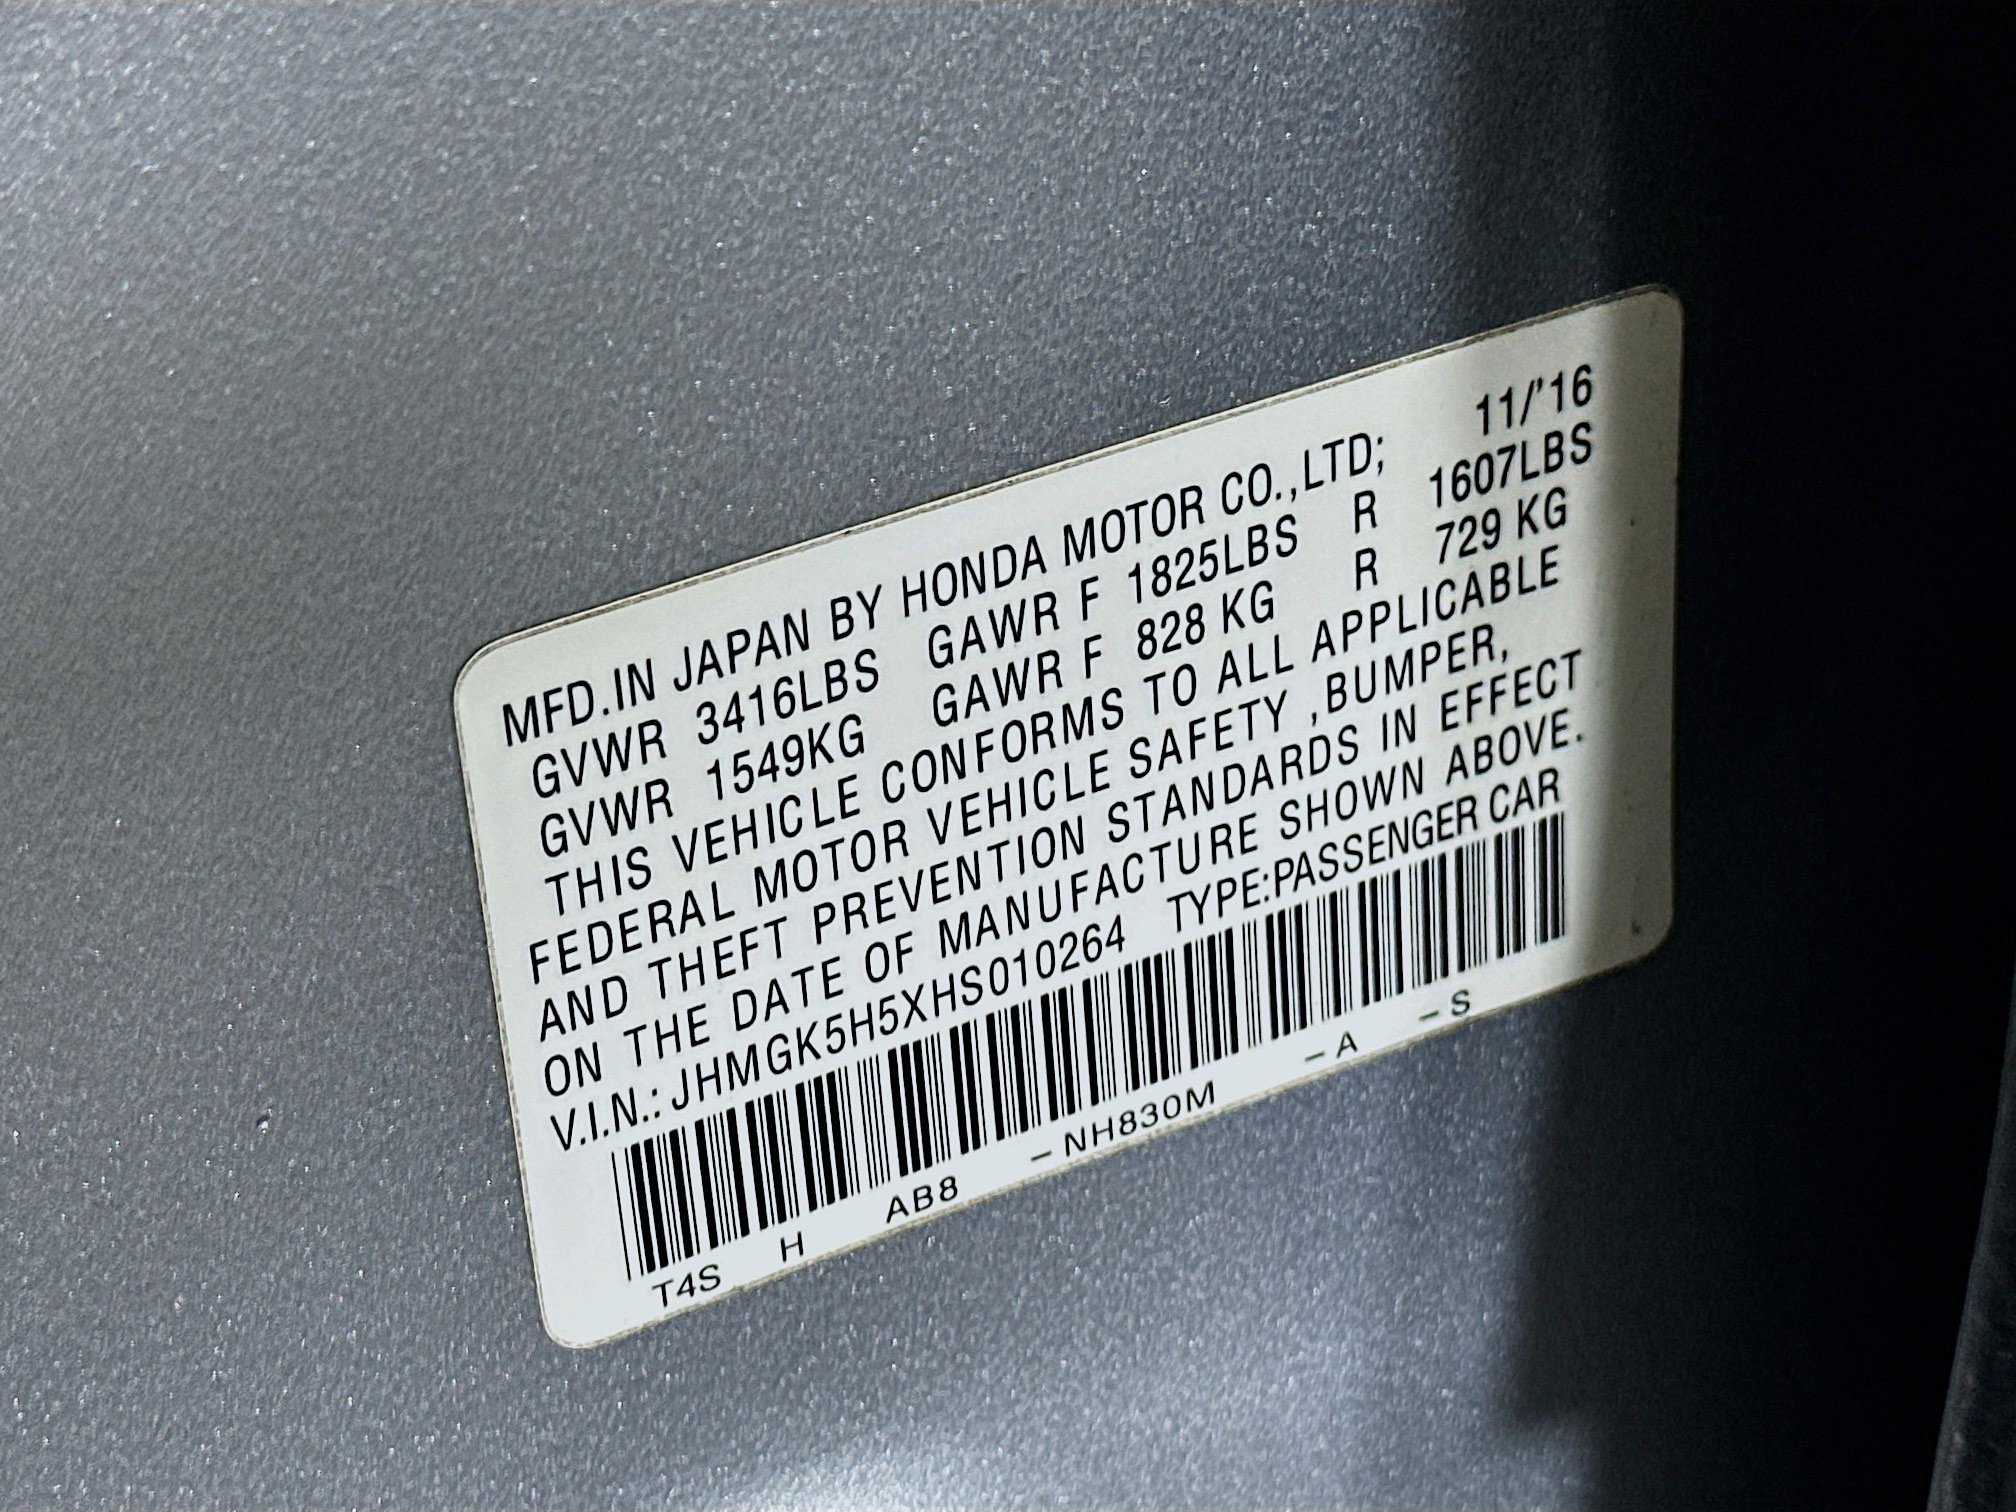 MFD.IN JAPAN BY HONDA MOTOR CO.,LTD; 11/'16
GVWR 3416LBS GAWR F 1825LBS R 1607LBS
GVWR 1549KG GAWR F 828 KG R 729 KG
THIS VEHICLE CONFORMS TO ALL APPLICABLE
FEDERAL MOTOR VEHICLE SAFETY ,BUMPER,
AND THEFT PREVENTION STANDARDS IN EFFECT
ON THE DATE OF MANUFACTURE SHOWN ABOVE.
V.I.N.: JHMGK5H5XHS010264 TYPE:PASSENGER CAR
T4S H AB8 -NH830M -A -S